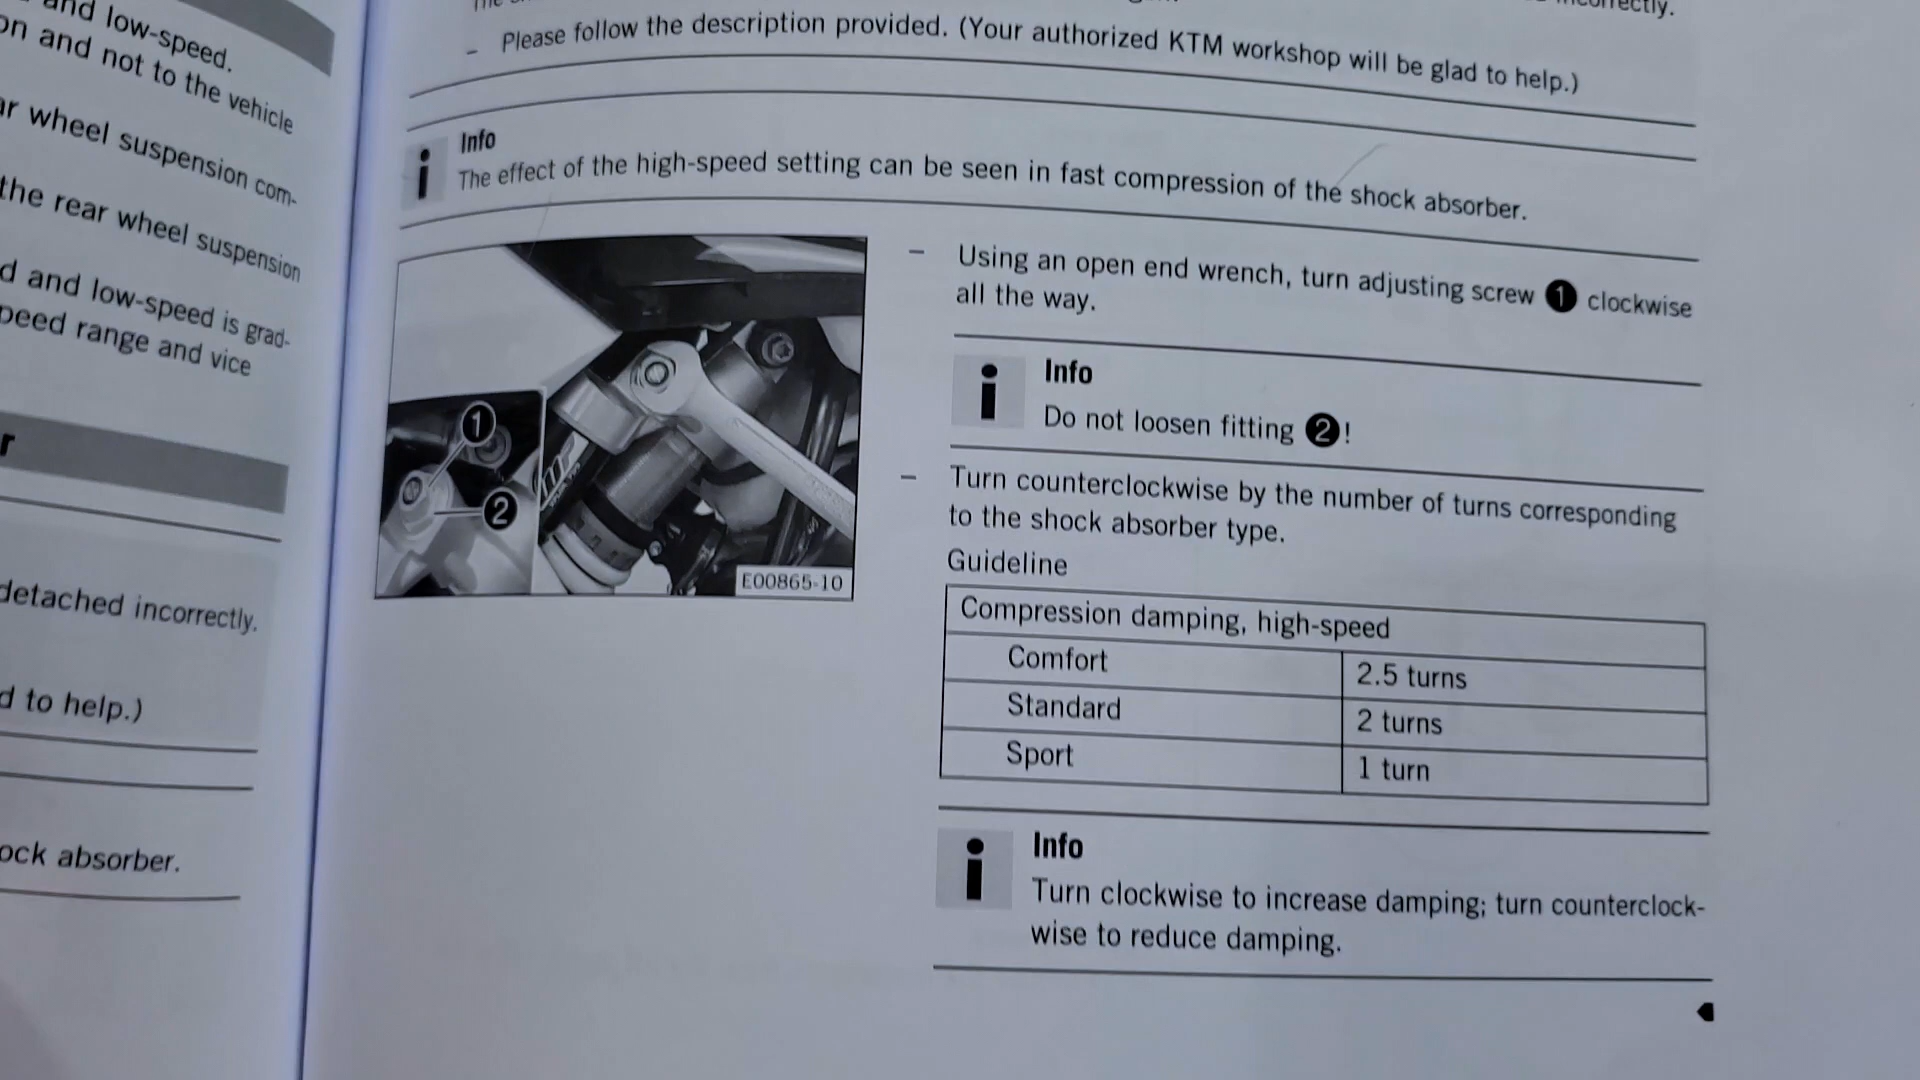 and low-speed.
on and not to the vehicle
wheel suspension com-
the rear wheel suspension
and low-speed is grad-
speed range and vice
r
detached incorrectly.
d to help.)
ock absorber.
incorrectly.
– Please follow the description provided. (Your authorized KTM workshop will be glad to help.)
i Info
The effect of the high-speed setting can be seen in fast compression of the shock absorber.
1
2
E00865-10
– Using an open end wrench, turn adjusting screw 1 clockwise
all the way.
i Info
Do not loosen fitting 2!
– Turn counterclockwise by the number of turns corresponding
to the shock absorber type.
Guideline
Compression damping, high-speed
Comfort 2.5 turns
Standard 2 turns
Sport 1 turn
i Info
Turn clockwise to increase damping; turn counterclock-
wise to reduce damping.